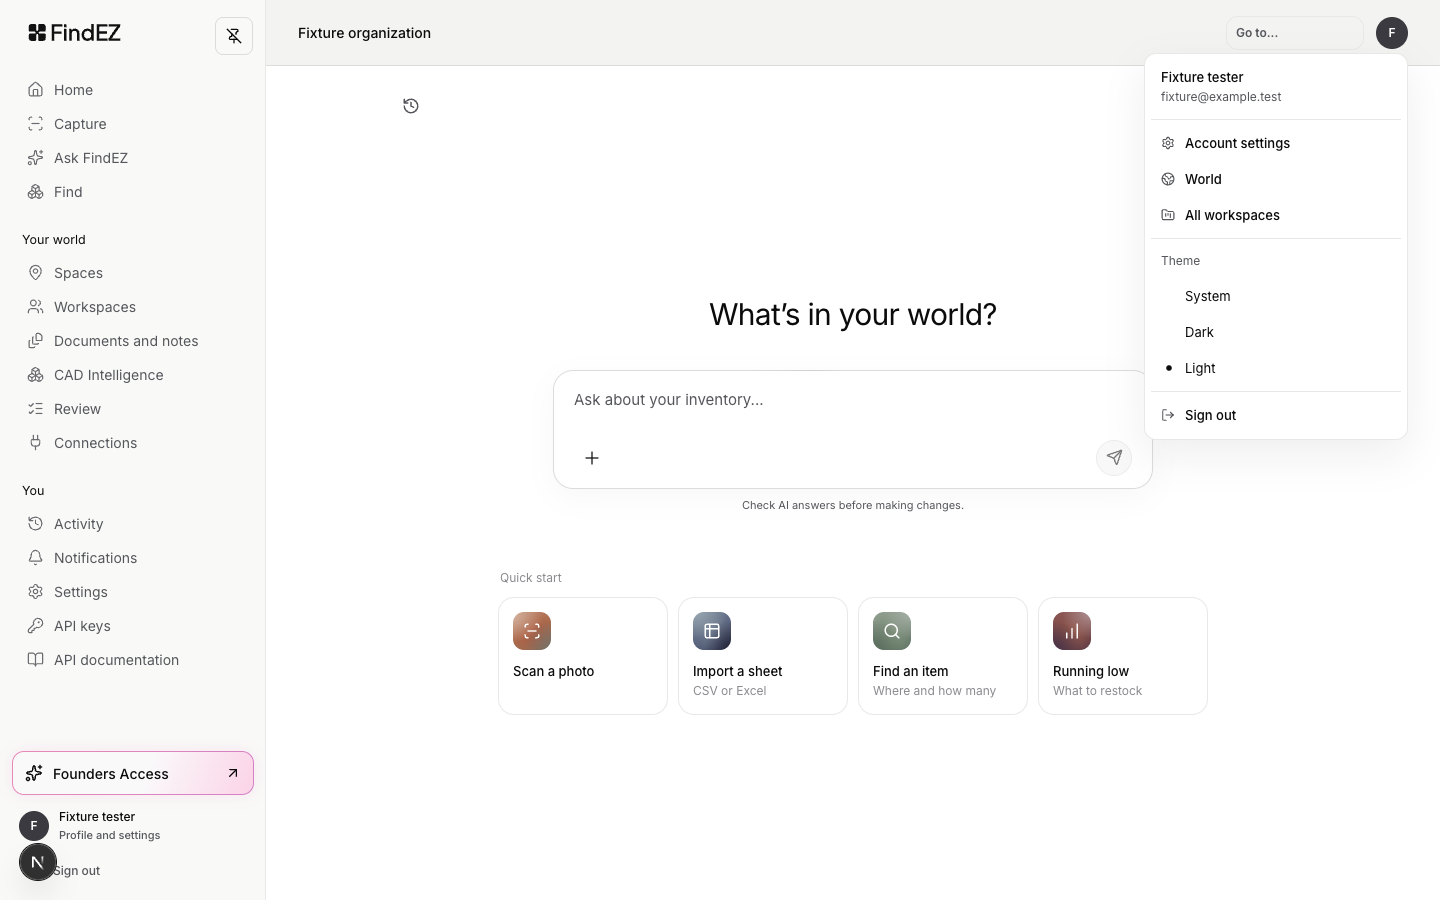 FindEZ
Home
Capture
Ask FindEZ
Find
Your world
Spaces
Workspaces
Documents and notes
CAD Intelligence
Review
Connections
You
Activity
Notifications
Settings
API keys
API documentation
Founders Access
F
Fixture tester
Profile and settings
N
Sign out
Fixture organization
Go to...
F
Fixture tester
fixture@example.test
Account settings
World
All workspaces
Theme
System
Dark
Light
Sign out
What’s in your world?
Ask about your inventory...
Check AI answers before making changes.
Quick start
Scan a photo
Import a sheet
CSV or Excel
Find an item
Where and how many
Running low
What to restock